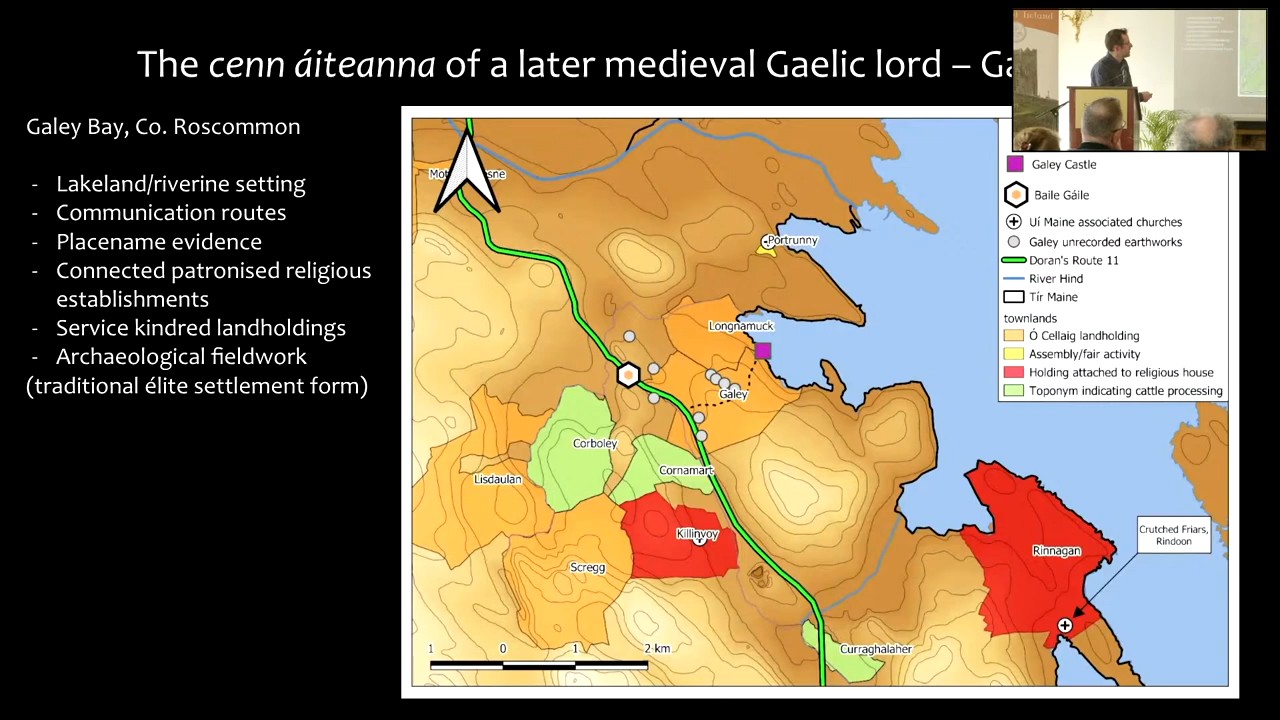 The cenn áiteanna of a later medieval Gaelic lord – Ga
Galey Bay, Co. Roscommon
- Lakeland/riverine setting
- Communication routes
- Placename evidence
- Connected patronised religious
establishments
- Service kindred landholdings
- Archaeological fieldwork
(traditional élite settlement form)
Portrunny
Longnamuck
Galey
Corboley
Cornamart
Lisdaulan
Killinvoy
Scregg
Rinnagan
Crutched Friars,
Rindoon
Curraghalaher
1 0 1 2 km
Galey Castle
Baile Gáile
Uí Maine associated churches
Galey unrecorded earthworks
Doran's Route 11
River Hind
Tír Maine
townlands
Ó Cellaig landholding
Assembly/fair activity
Holding attached to religious house
Toponym indicating cattle processing